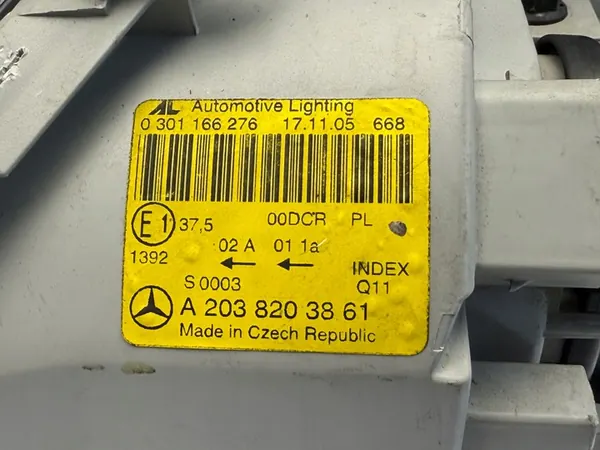 AL Automotive Lighting
0 301 166 276 17.11.05 668
E1 37,5 00DCR PL
02 A 01 1a
1392
← ←
S 0003 INDEX
Q11
A 203 820 38 61
Made in Czech Republic